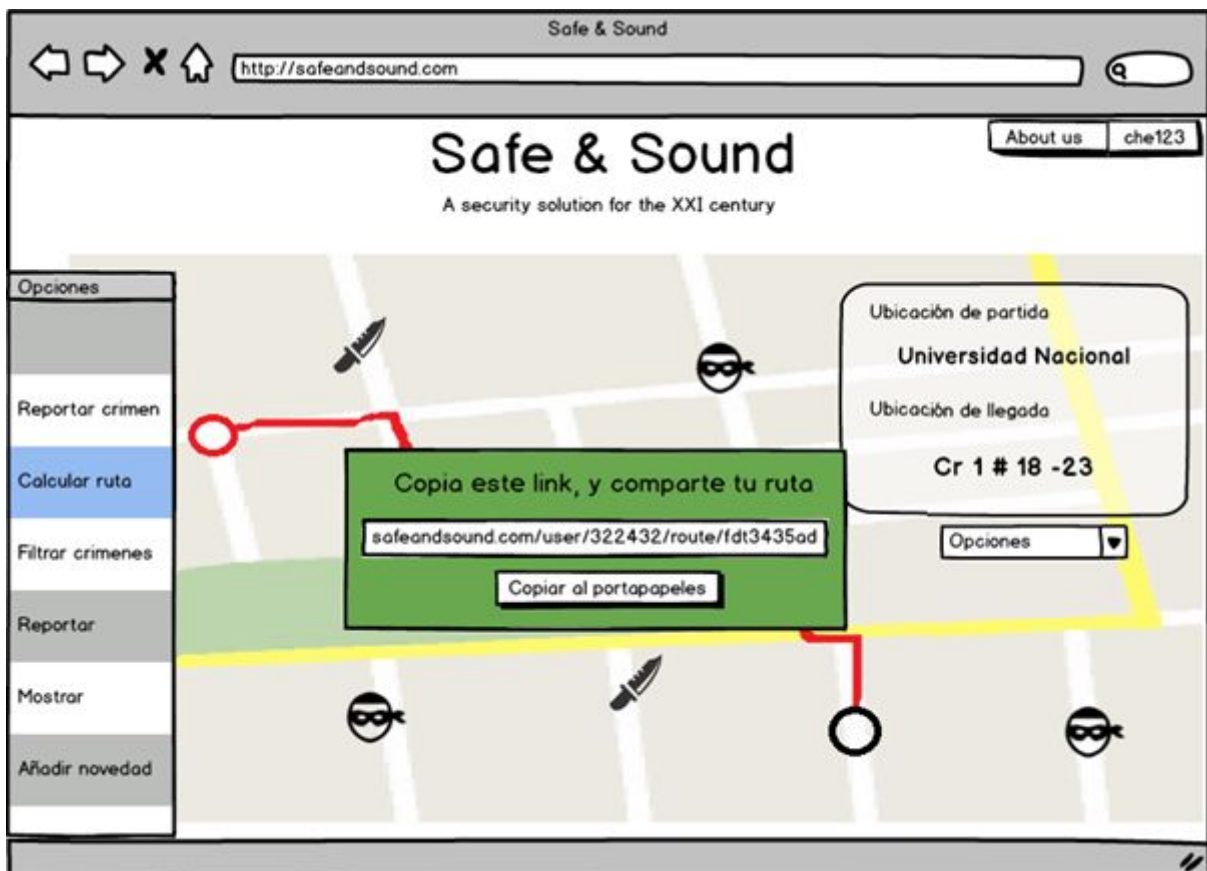 Safe & Sound
http://safeandsound.com
About us
che123
Safe & Sound
A security solution for the XXI century
Opciones
Reportar crimen
Calcular ruta
Filtrar crimenes
Reportar
Mostrar
Añadir novedad
Ubicación de partida
Universidad Nacional
Ubicación de llegada
Cr 1 # 18 -23
Opciones
Copia este link, y comparte tu ruta
safeandsound.com/user/322432/route/fdt3435ad
Copiar al portapapeles